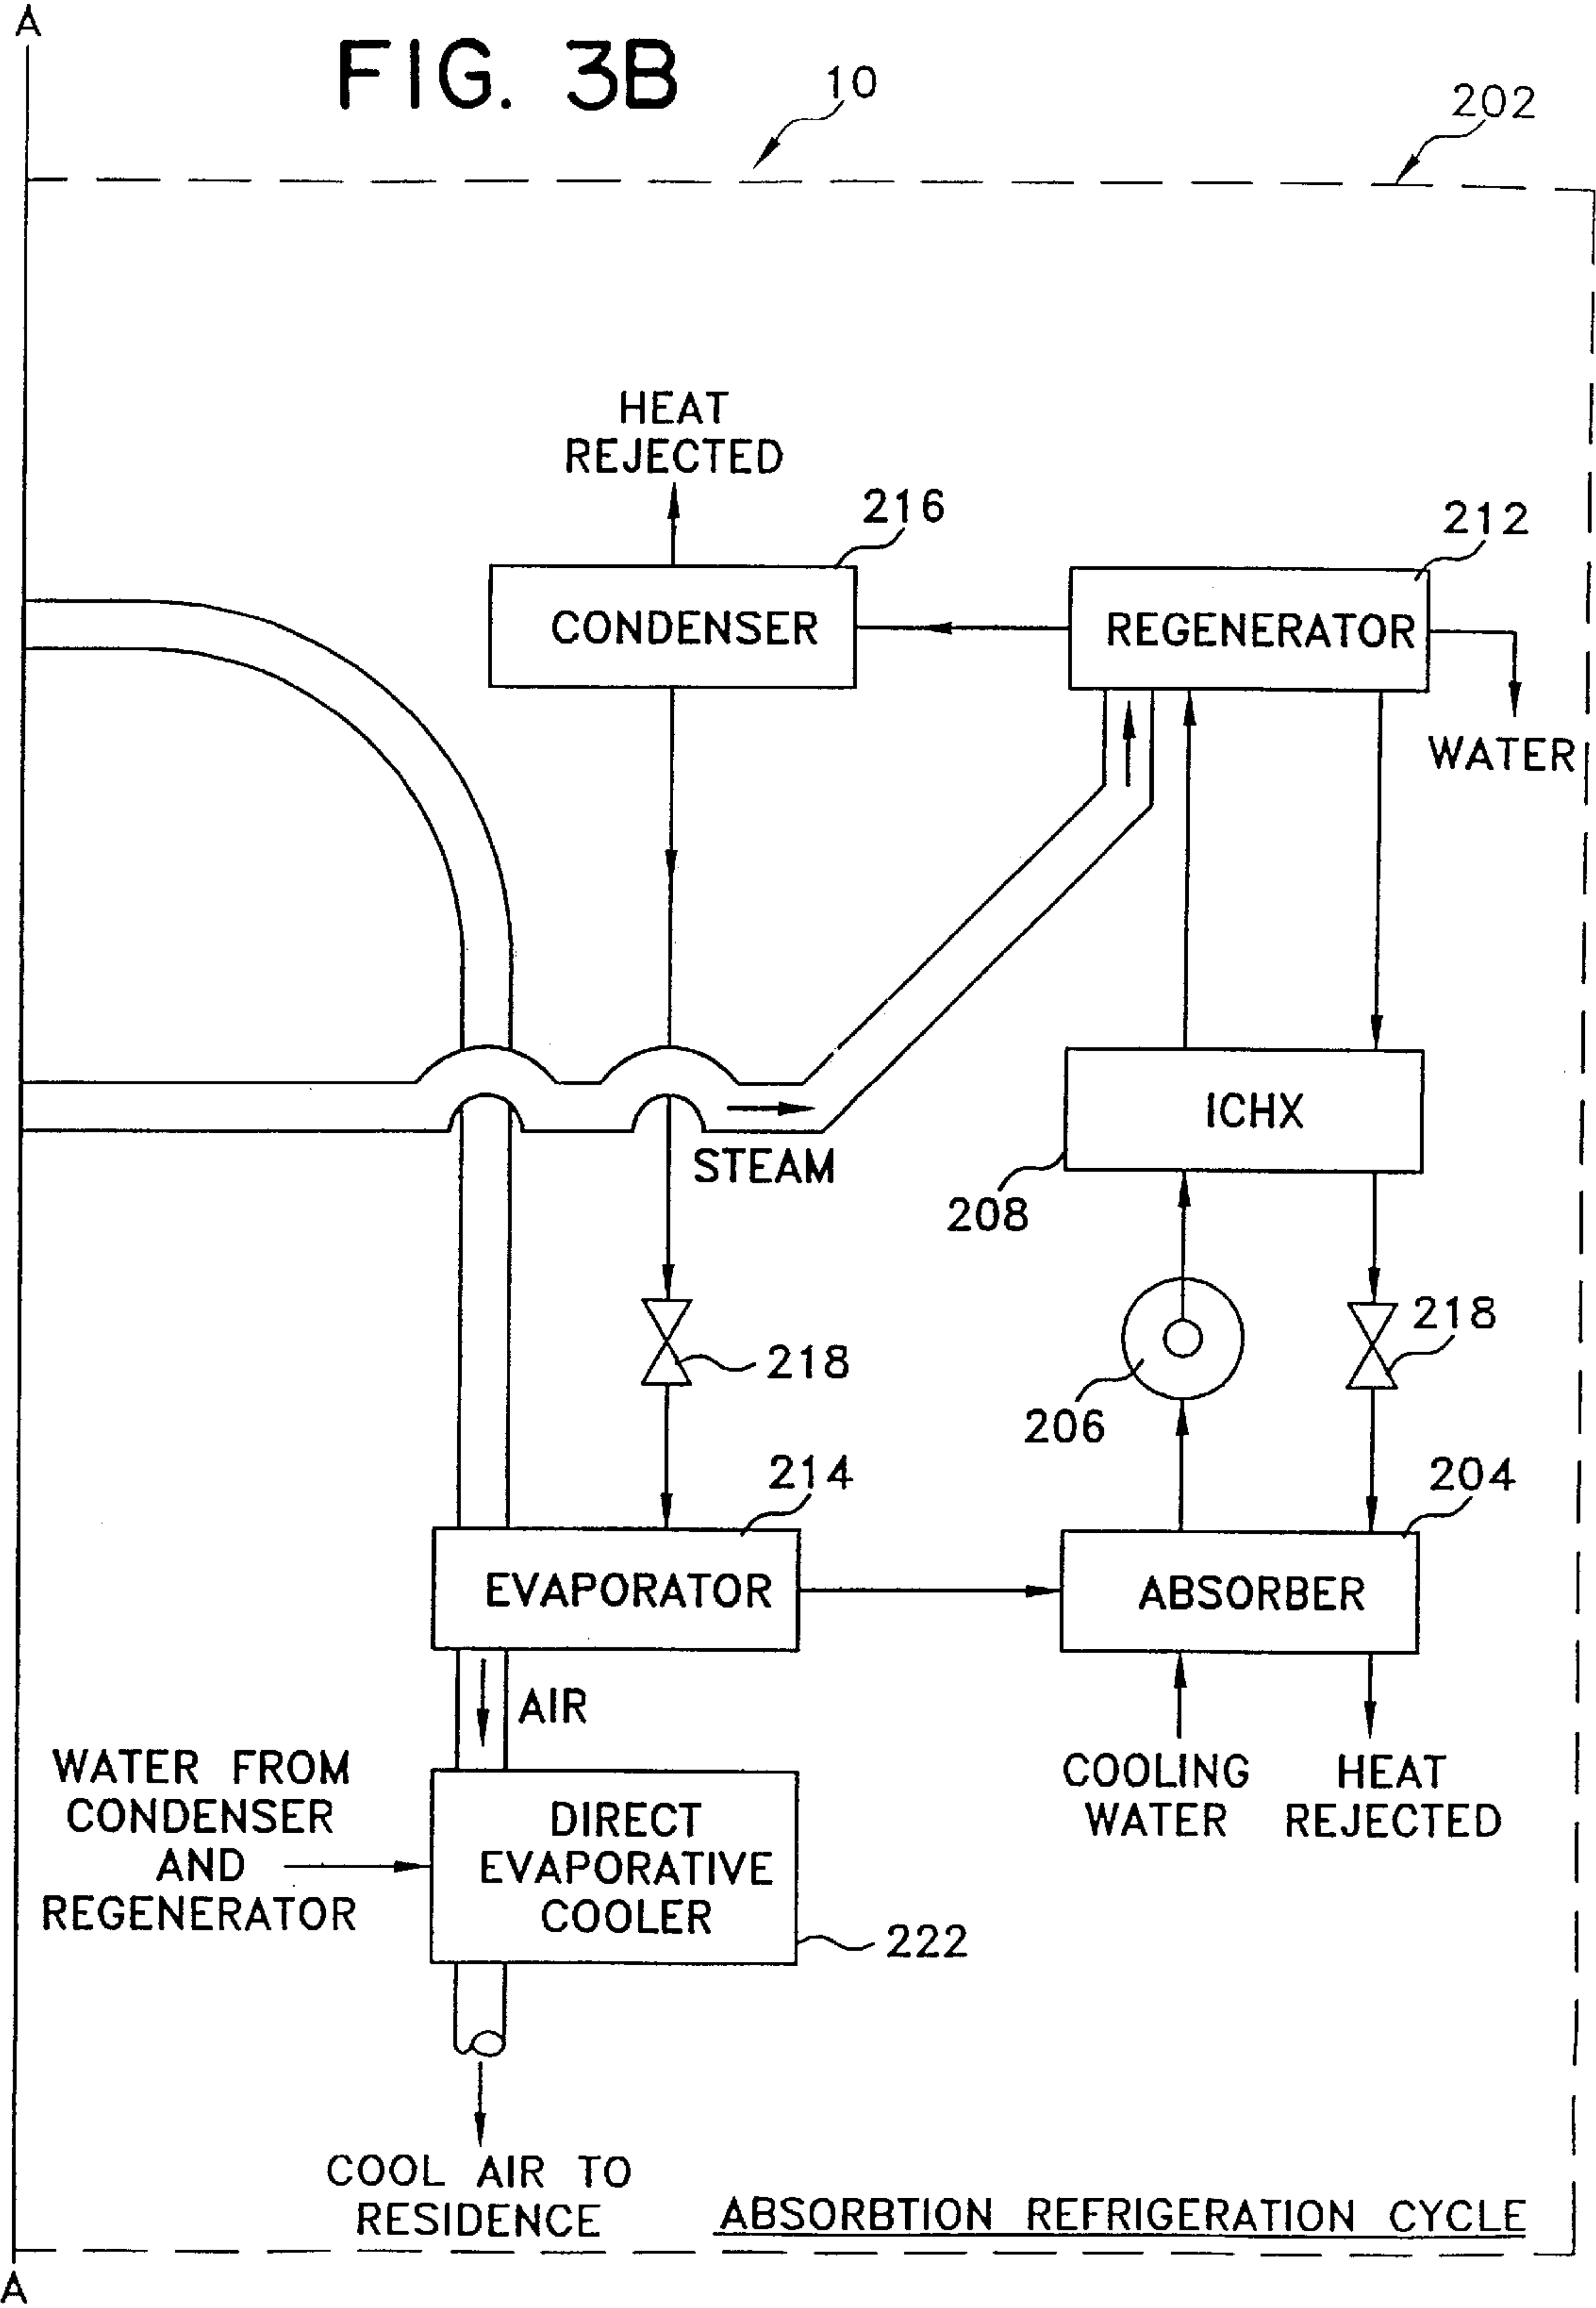 A
FIG. 3B
10
202
HEAT
REJECTED
216
212
CONDENSER
REGENERATOR
WATER
ICHX
STEAM
208
218
218
206
214
204
EVAPORATOR
ABSORBER
AIR
WATER FROM
CONDENSER
AND
REGENERATOR
COOLING
WATER
HEAT
REJECTED
DIRECT
EVAPORATIVE
COOLER
222
COOL AIR TO
RESIDENCE
ABSORBTION REFRIGERATION CYCLE
A